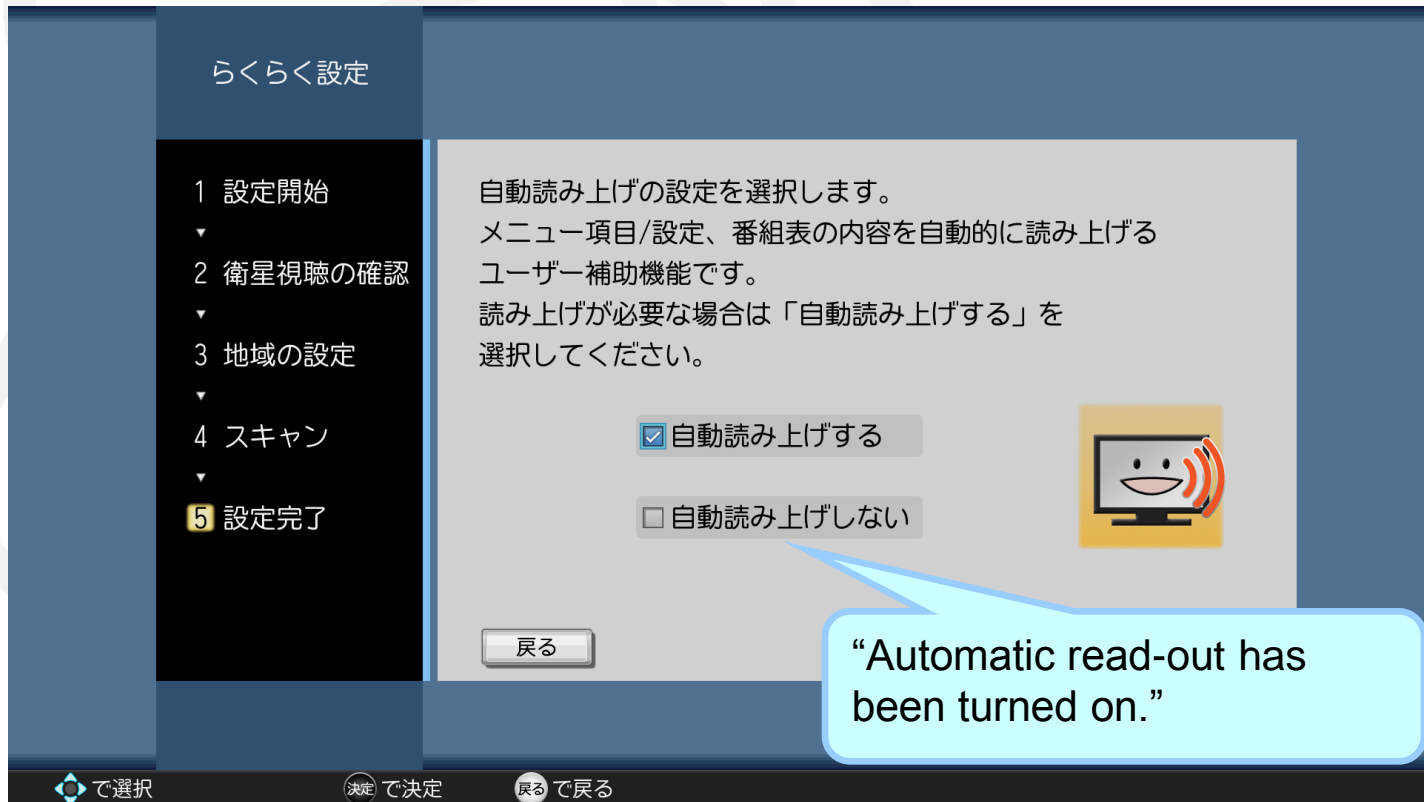 らくらく設定
1 設定開始
2 衛星視聴の確認
3 地域の設定
4 スキャン
5 設定完了
自動読み上げの設定を選択します。
メニュー項目/設定、番組表の内容を自動的に読み上げる
ユーザー補助機能です。
読み上げが必要な場合は「自動読み上げする」を
選択してください。
自動読み上げする
自動読み上げしない
戻る
“Automatic read-out has
been turned on.”
で選択 決定 で決定 戻る で戻る